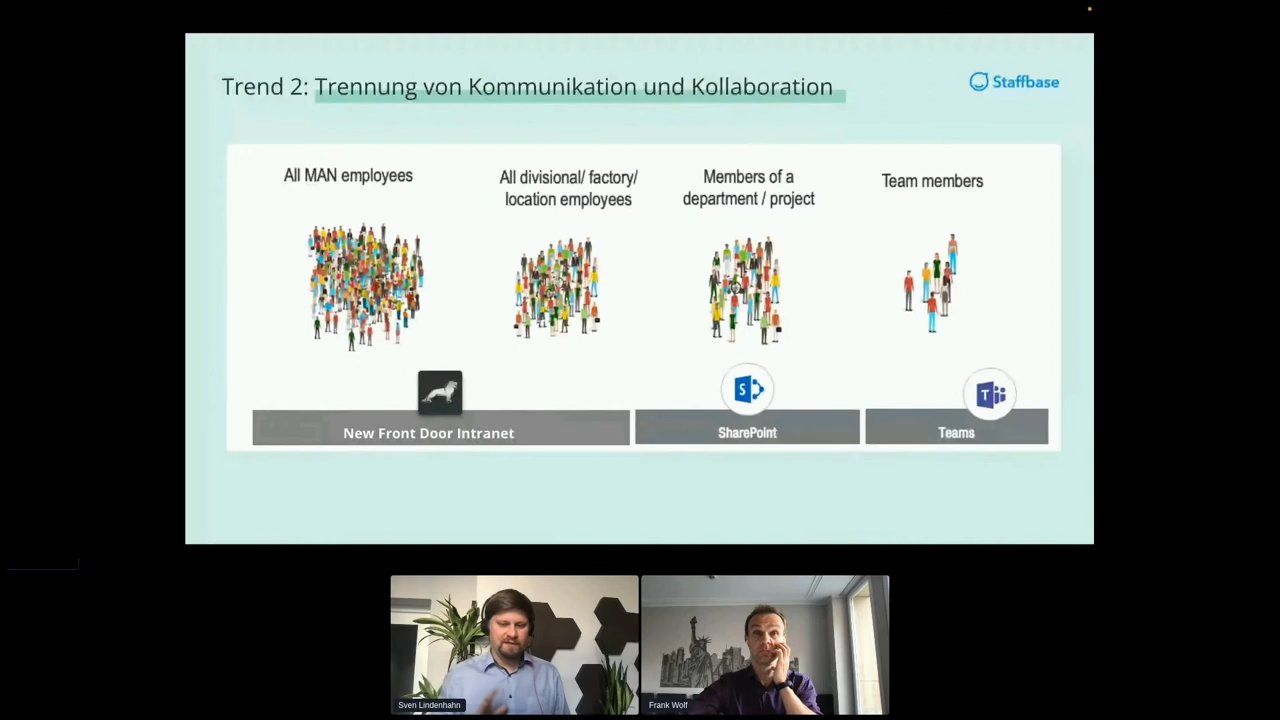 Trend 2: Trennung von Kommunikation und Kollaboration
Staffbase
All MAN employees
All divisional/ factory/
location employees
Members of a
department / project
Team members
New Front Door Intranet
S
SharePoint
T
Teams
Sven Lindenhahn
Frank Wolf